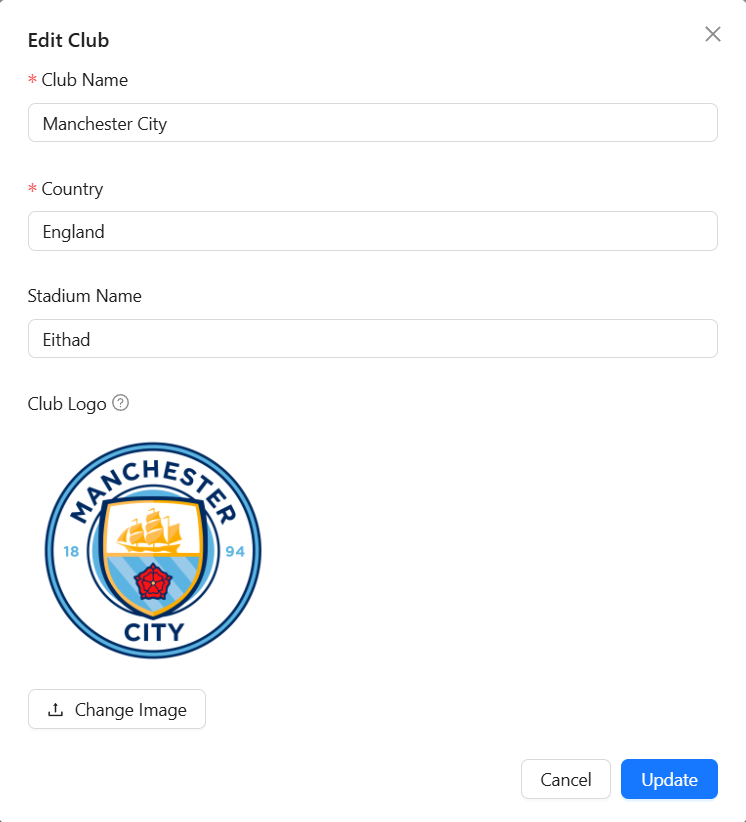 Edit Club
* Club Name
Manchester City
* Country
England
Stadium Name
Eithad
Club Logo ?
MANCHESTER
18 94
CITY
Change Image
Cancel Update